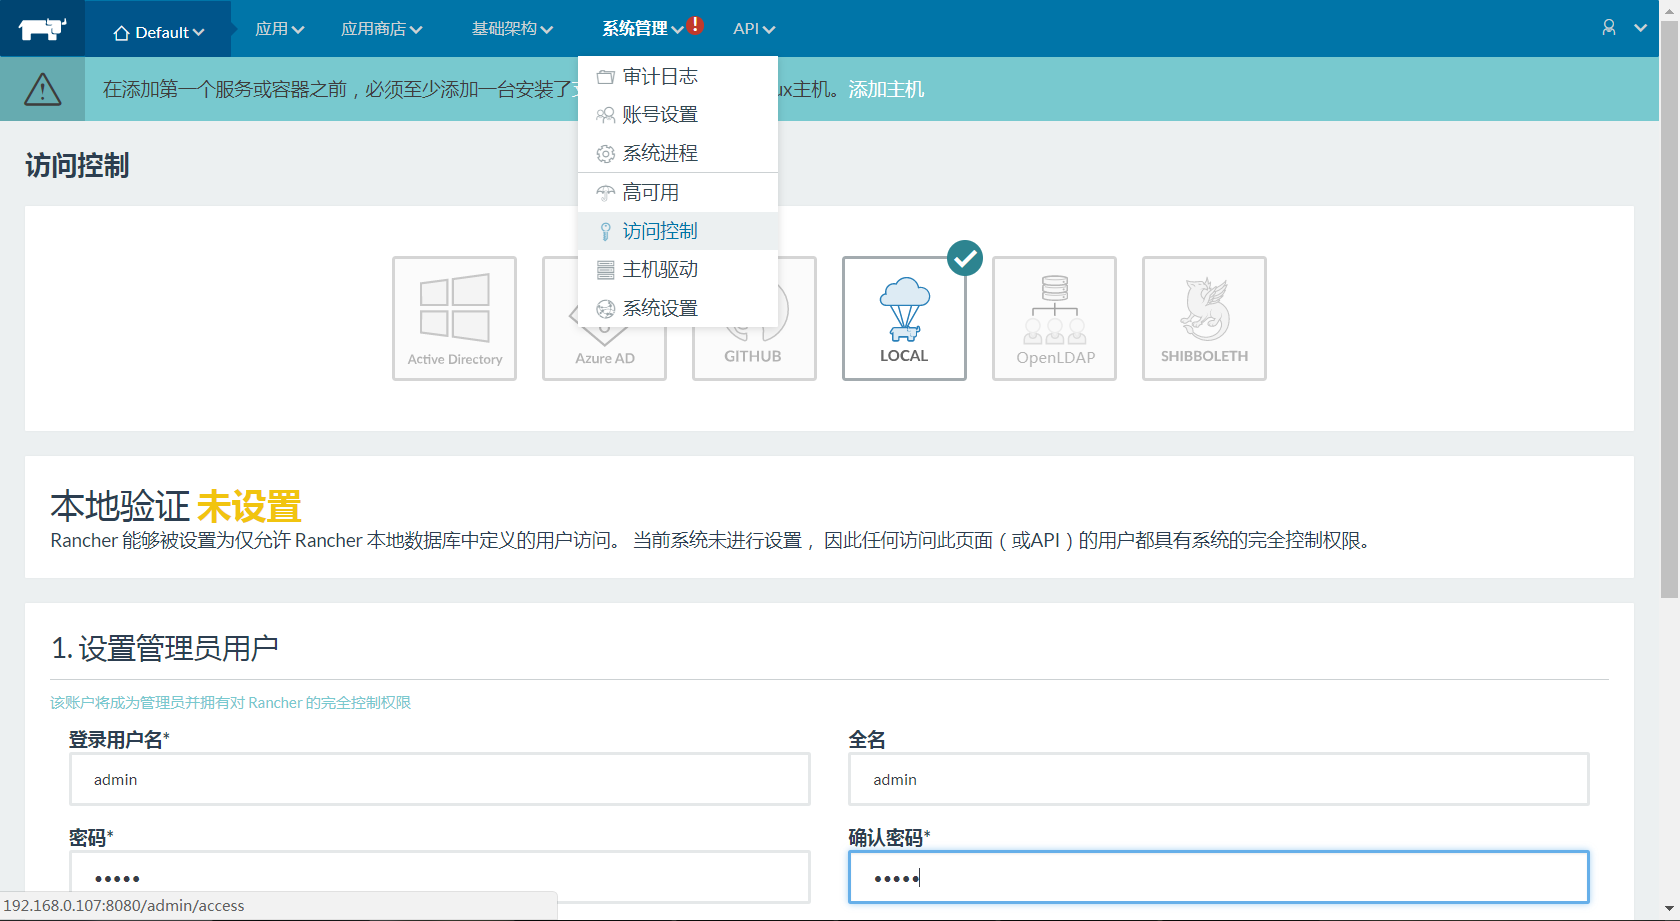 Default 应用 应用商店 基础架构 系统管理 API
在添加第一个服务或容器之前，必须至少添加一台安装了 ux主机。 添加主机
审计日志
账号设置
系统进程
高可用
访问控制
主机驱动
系统设置
访问控制
Active Directory Azure AD GITHUB LOCAL OpenLDAP SHIBBOLETH
本地验证 未设置
Rancher 能够被设置为仅允许 Rancher 本地数据库中定义的用户访问。 当前系统未进行设置， 因此任何访问此页面（或API）的用户都具有系统的完全控制权限。
1. 设置管理员用户
该账户将成为管理员并拥有对 Rancher 的完全控制权限
登录用户名* 全名
admin admin
密码* 确认密码*
••••• •••••
192.168.0.107:8080/admin/access